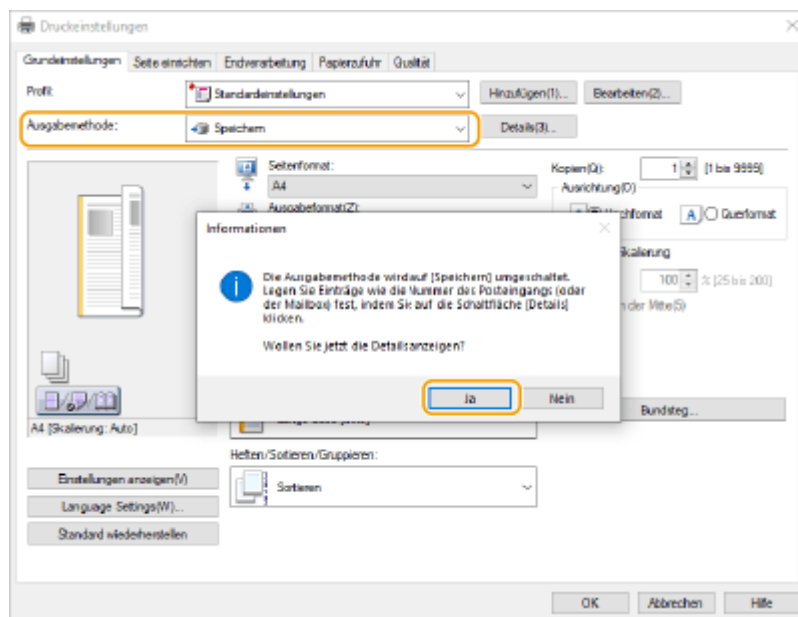 Druckeinstellungen
Grundeinstellungen Seite einrichten Endverarbeitung Papierzufuhr Qualität
Profil: Standardeinstellungen Hinzufügen(1)... Bearbeiten(2)...
Ausgabemethode: Speichern Details(3)...
Seitenformat: Kopien(Q): 1 [1 bis 9999]
A4 Ausrichtung(O)
Ausgabeformat(Z):
A Querformat
Informationen
Die Ausgabemethode wirdauf [Speichern] umgeschaltet.
Legen Sie Einträge wie die Nummer des Posteingangs (oder
der Mailbox) fest, indem Sie auf die Schaltfläche [Details]
klicken.
Wollen Sie jetzt die Detailsanzeigen?
Ja Nein
100 % [25 bis 200]
der Mitte(S)
A4 [Skalierung: Auto]
Bundsteg...
Heften/Sortieren/Gruppieren:
Sortieren
Einstellungen anzeigen(V)
Language Settings(W)...
Standard wiederherstellen
OK Abbrechen Hilfe